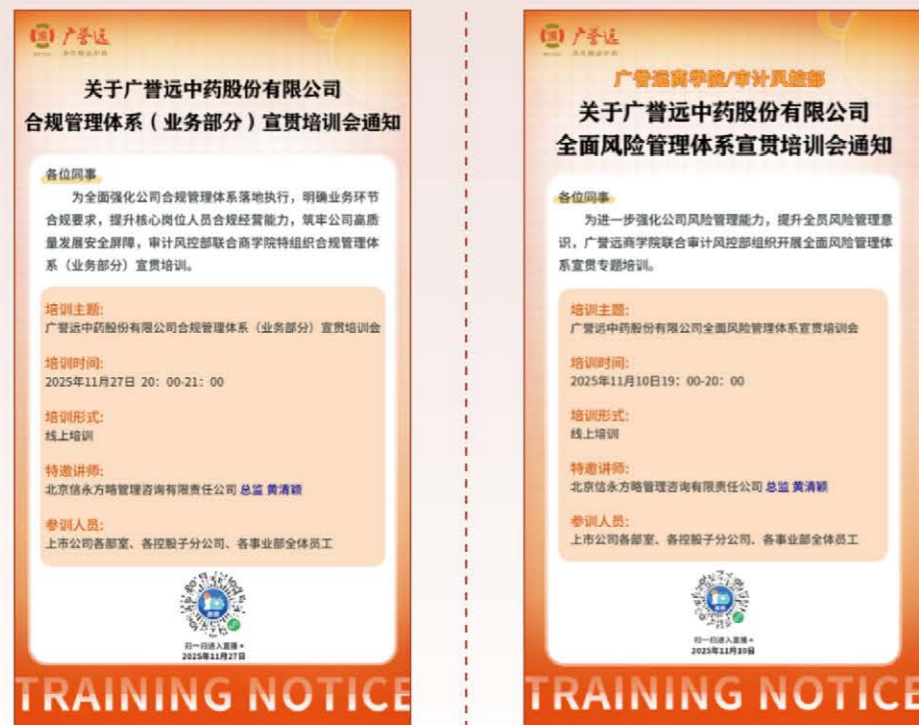 广誉远
关于广誉远中药股份有限公司
合规管理体系（业务部分）宣贯培训会通知
各位同事
为全面强化公司合规管理体系落地执行，明确业务环节
合规要求，提升核心岗位人员合规经营能力，筑牢公司高质
量发展安全屏障，审计风控部联合商学院特组织合规管理体
系（业务部分）宣贯培训。
培训主题:
广誉远中药股份有限公司合规管理体系（业务部分）宣贯培训会
培训时间:
2025年11月27日 20：00-21：00
培训形式:
线上培训
特邀讲师:
北京信永方略管理咨询有限责任公司 总监 黄清颖
参训人员:
上市公司各部室、各控股子分公司、各事业部全体员工
扫一扫进入直播
2025年11月27日
TRAINING NOTICE
广誉远
广誉远商学院/审计风控部
关于广誉远中药股份有限公司
全面风险管理体系宣贯培训会通知
各位同事
为进一步强化公司风险管理能力，提升全员风险管理意
识，广誉远商学院联合审计风控部组织开展全面风险管理体
系宣贯专题培训。
培训主题:
广誉远中药股份有限公司全面风险管理体系宣贯培训会
培训时间:
2025年11月10日19：00-20：00
培训形式:
线上培训
特邀讲师:
北京信永方略管理咨询有限责任公司 总监 黄清颖
参训人员:
上市公司各部室、各控股子分公司、各事业部全体员工
扫一扫进入直播
2025年11月10日
TRAINING NOTICE